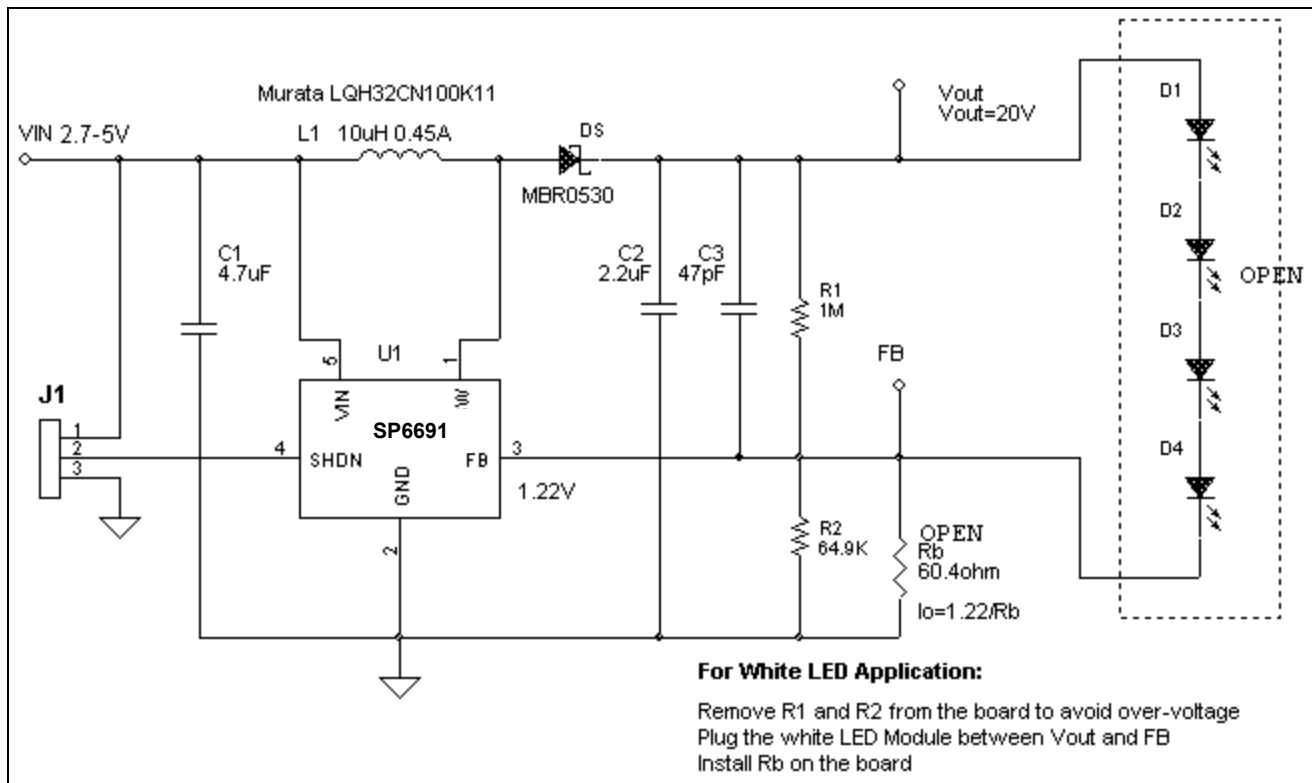 Murata LQH32CN100K11
VIN 2.7-5V
L1 10uH 0.45A
DS
MBR0530
Vout
Vout=20V
D1
D2
OPEN
D3
D4
C1
4.7uF
C2
2.2uF
C3
47pF
R1
1M
FB
U1
5
1
VIN
SP6691
J1
1
2
3
4
SHDN
FB
3
GND
1.22V
2
R2
64.9K
OPEN
Rb
60.4ohm
Io=1.22/Rb
For White LED Application:
Remove R1 and R2 from the board to avoid over-voltage
Plug the white LED Module between Vout and FB
Install Rb on the board